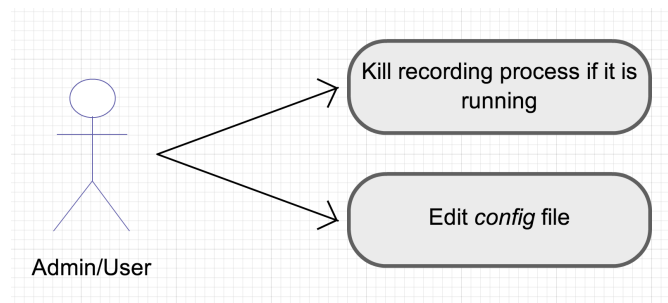 Kill recording process if it is
running
Edit config file
Admin/User